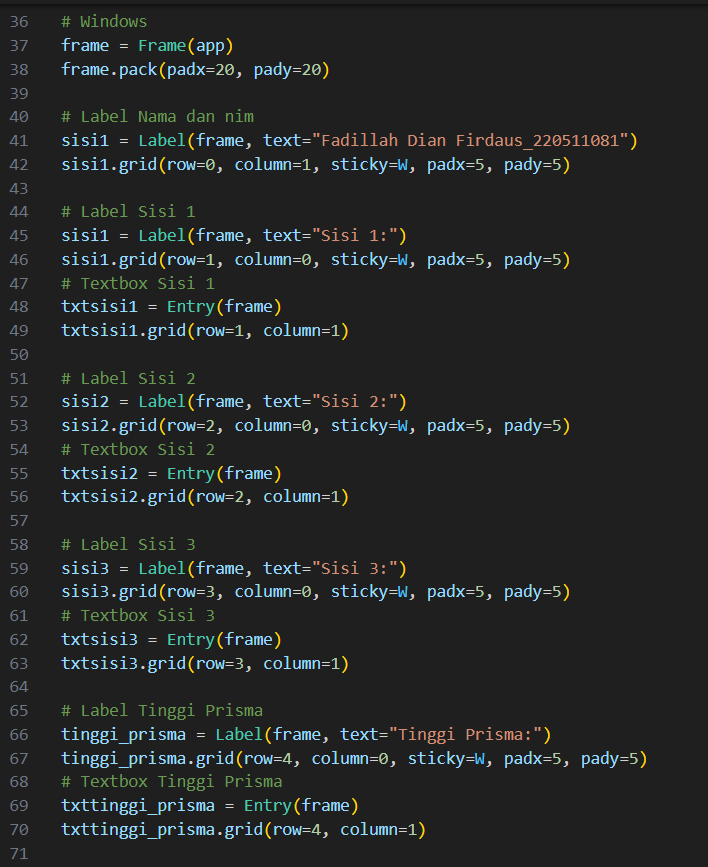 36 # Windows
37 frame = Frame(app)
38 frame.pack(padx=20, pady=20)
39
40 # Label Nama dan nim
41 sisi1 = Label(frame, text="Fadillah Dian Firdaus_220511081")
42 sisi1.grid(row=0, column=1, sticky=W, padx=5, pady=5)
43
44 # Label Sisi 1
45 sisi1 = Label(frame, text="Sisi 1:")
46 sisi1.grid(row=1, column=0, sticky=W, padx=5, pady=5)
47 # Textbox Sisi 1
48 txtsisi1 = Entry(frame)
49 txtsisi1.grid(row=1, column=1)
50
51 # Label Sisi 2
52 sisi2 = Label(frame, text="Sisi 2:")
53 sisi2.grid(row=2, column=0, sticky=W, padx=5, pady=5)
54 # Textbox Sisi 2
55 txtsisi2 = Entry(frame)
56 txtsisi2.grid(row=2, column=1)
57
58 # Label Sisi 3
59 sisi3 = Label(frame, text="Sisi 3:")
60 sisi3.grid(row=3, column=0, sticky=W, padx=5, pady=5)
61 # Textbox Sisi 3
62 txtsisi3 = Entry(frame)
63 txtsisi3.grid(row=3, column=1)
64
65 # Label Tinggi Prisma
66 tinggi_prisma = Label(frame, text="Tinggi Prisma:")
67 tinggi_prisma.grid(row=4, column=0, sticky=W, padx=5, pady=5)
68 # Textbox Tinggi Prisma
69 txttinggi_prisma = Entry(frame)
70 txttinggi_prisma.grid(row=4, column=1)
71